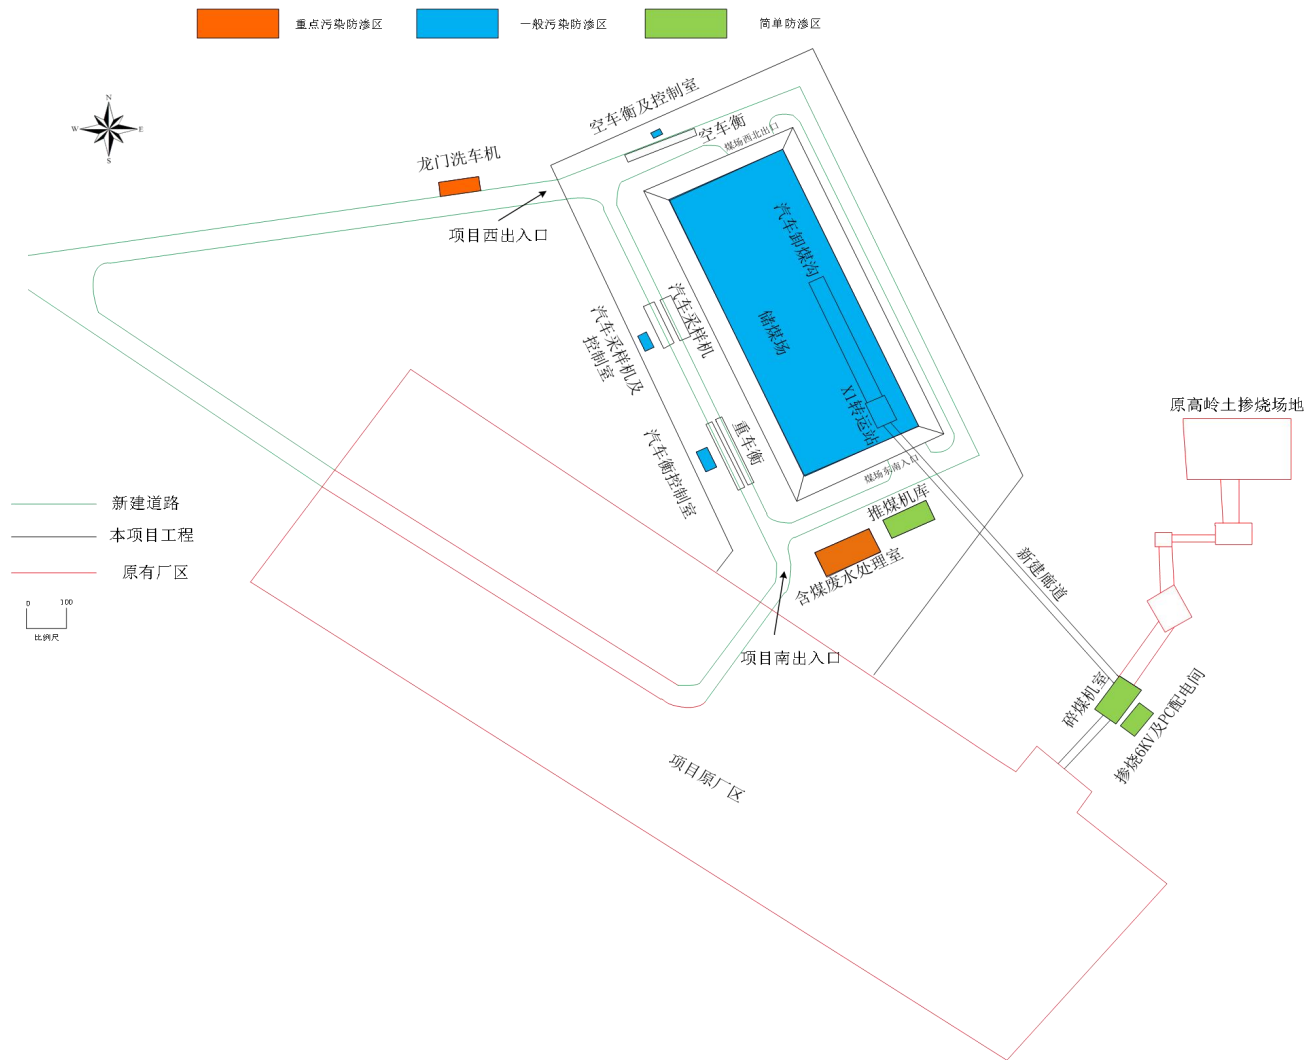 重点污染防渗区
一般污染防渗区
简单防渗区
N
W
E
S
空车衡及控制室
空车衡
煤场西北出口
龙门洗车机
项目西出入口
汽车卸煤沟
汽车采样机
汽车采样机及
控制室
储煤场
X1转运站
原高岭土掺烧场地
重车衡
汽车衡控制室
煤场东南入口
推煤机库
新建道路
本项目工程
原有厂区
0
100
比例尺
含煤废水处理室
新建廊道
项目南出入口
碎煤机室
掺烧6KV及PC配电间
项目原厂区